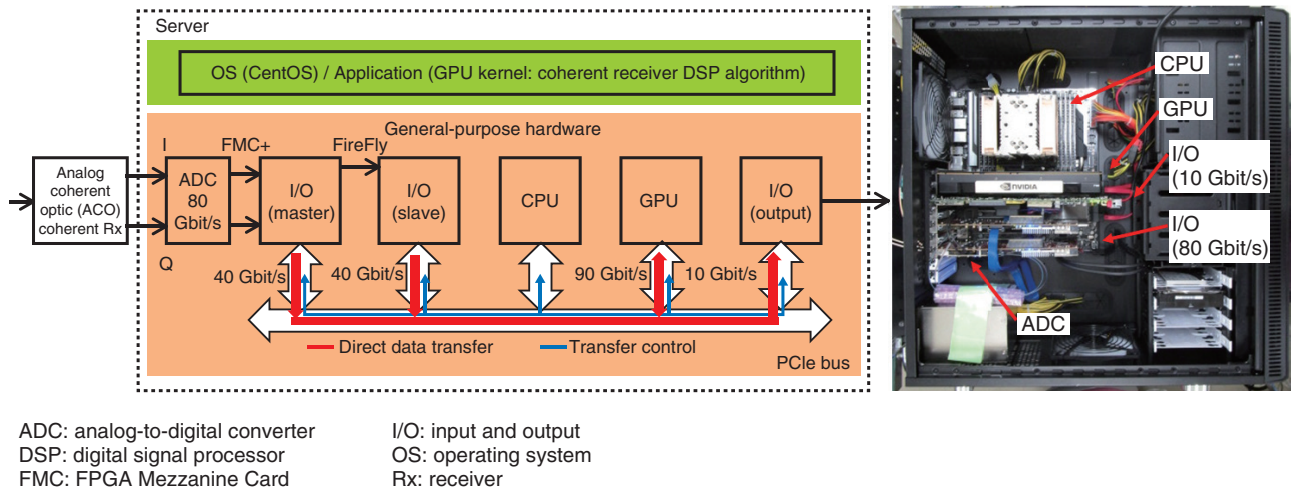 Server
OS (CentOS) / Application (GPU kernel: coherent receiver DSP algorithm)
General-purpose hardware
Analog
coherent
optic (ACO)
coherent Rx
I
Q
ADC
80
Gbit/s
FMC+
I/O
(master)
FireFly
I/O
(slave)
CPU
GPU
I/O
(output)
40 Gbit/s
40 Gbit/s
90 Gbit/s
10 Gbit/s
Direct data transfer
Transfer control
PCIe bus
CPU
GPU
I/O
(10 Gbit/s)
I/O
(80 Gbit/s)
ADC
NVIDIA
ADC: analog-to-digital converter
DSP: digital signal processor
FMC: FPGA Mezzanine Card
I/O: input and output
OS: operating system
Rx: receiver